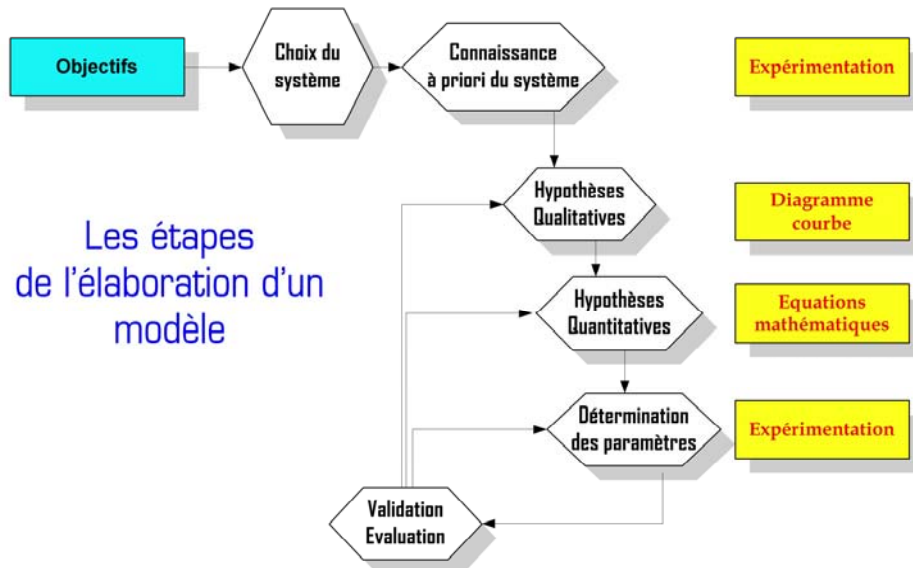 Objectifs
Choix du
système
Connaissance
à priori du système
Expérimentation
Hypothèses
Qualitatives
Diagramme
courbe
Les étapes
de l'élaboration d'un
modèle
Hypothèses
Quantitatives
Equations
mathématiques
Détermination
des paramètres
Expérimentation
Validation
Evaluation